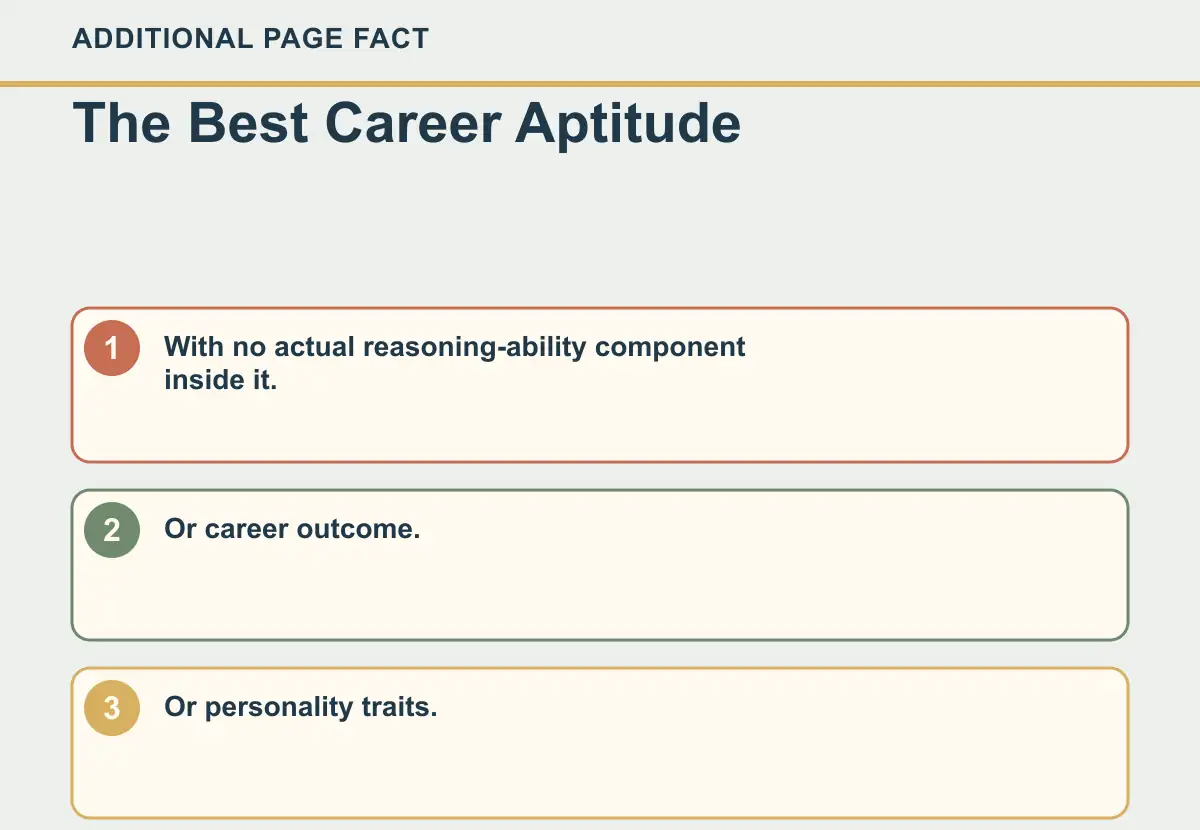 ADDITIONAL PAGE FACT
The Best Career Aptitude
1
With no actual reasoning-ability component
inside it.
2
Or career outcome.
3
Or personality traits.